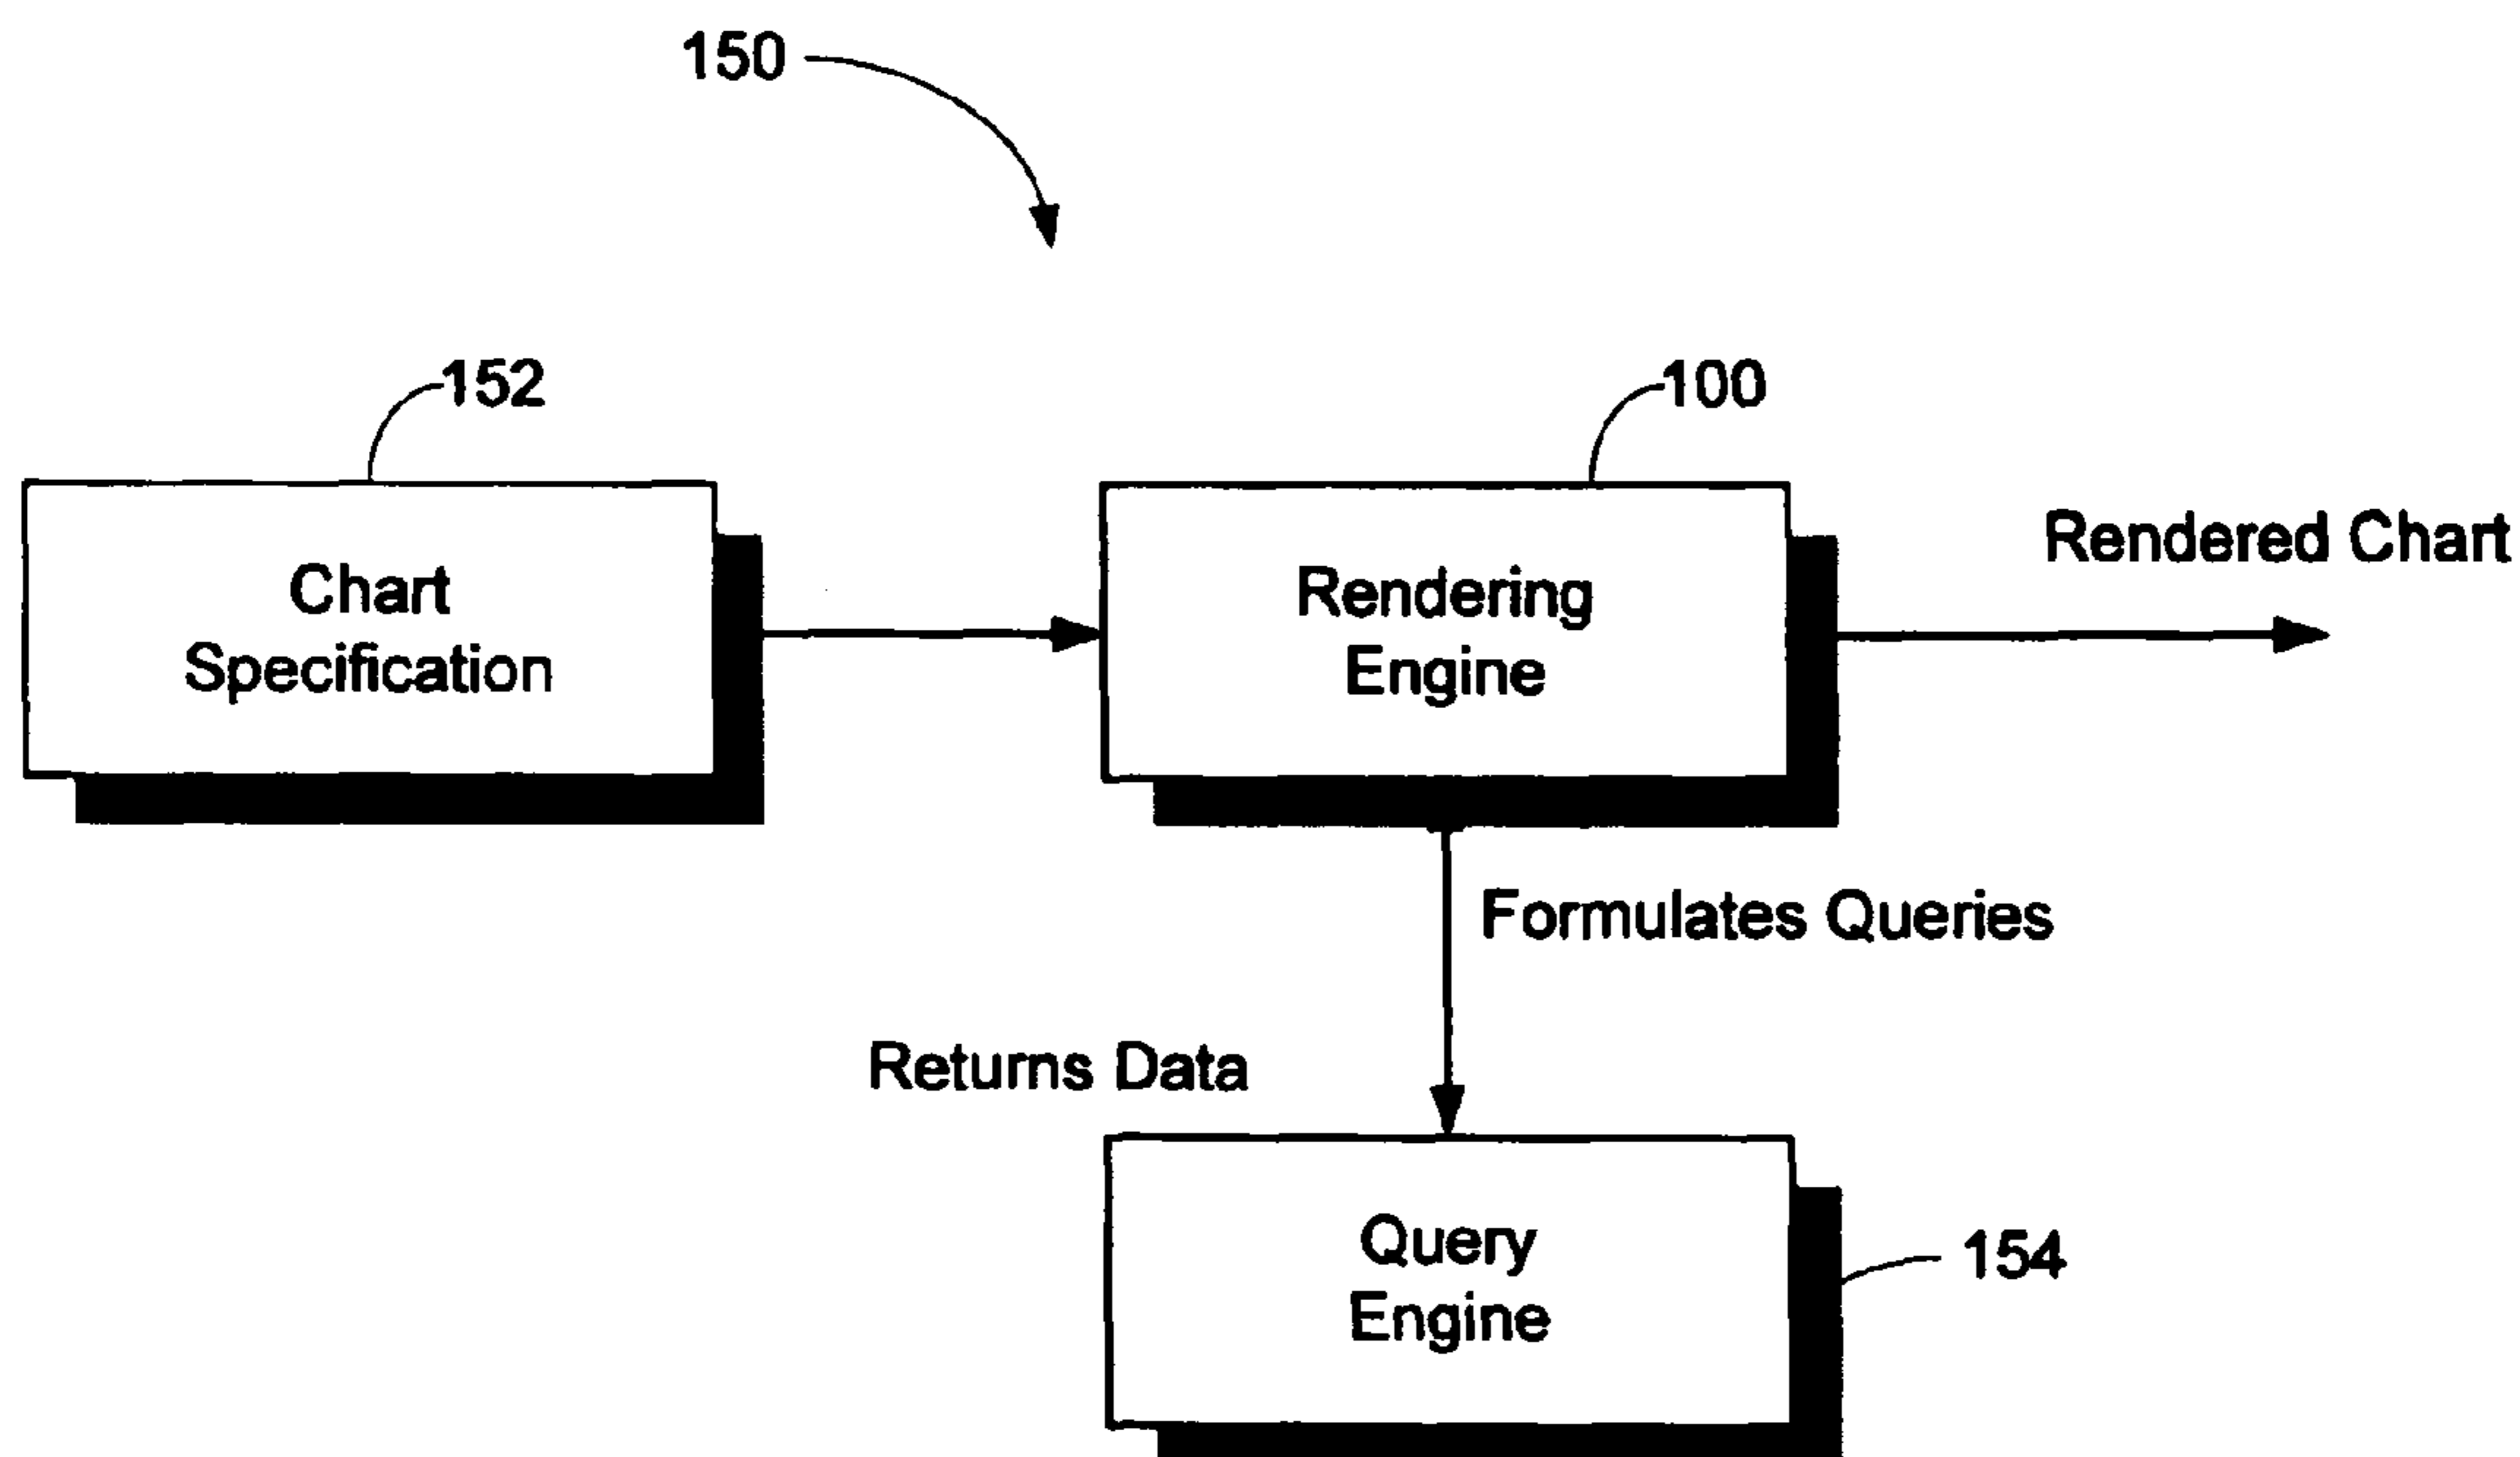 150
152
100
Chart
Specification
Rendering
Engine
Rendered Chart
Formulates Queries
Returns Data
Query
Engine
154